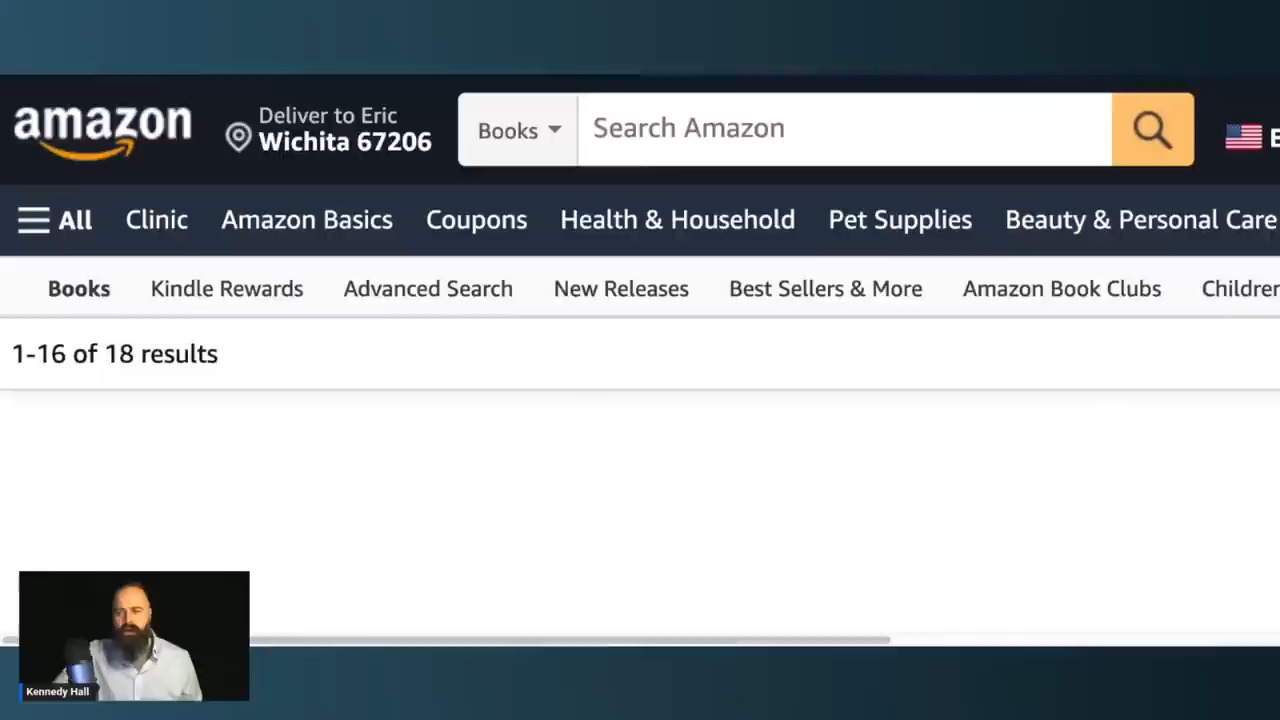 amazon
Deliver to Eric
Wichita 67206
Books
Search Amazon
All
Clinic
Amazon Basics
Coupons
Health & Household
Pet Supplies
Beauty & Personal Care
Books
Kindle Rewards
Advanced Search
New Releases
Best Sellers & More
Amazon Book Clubs
Children
1-16 of 18 results
Kennedy Hall